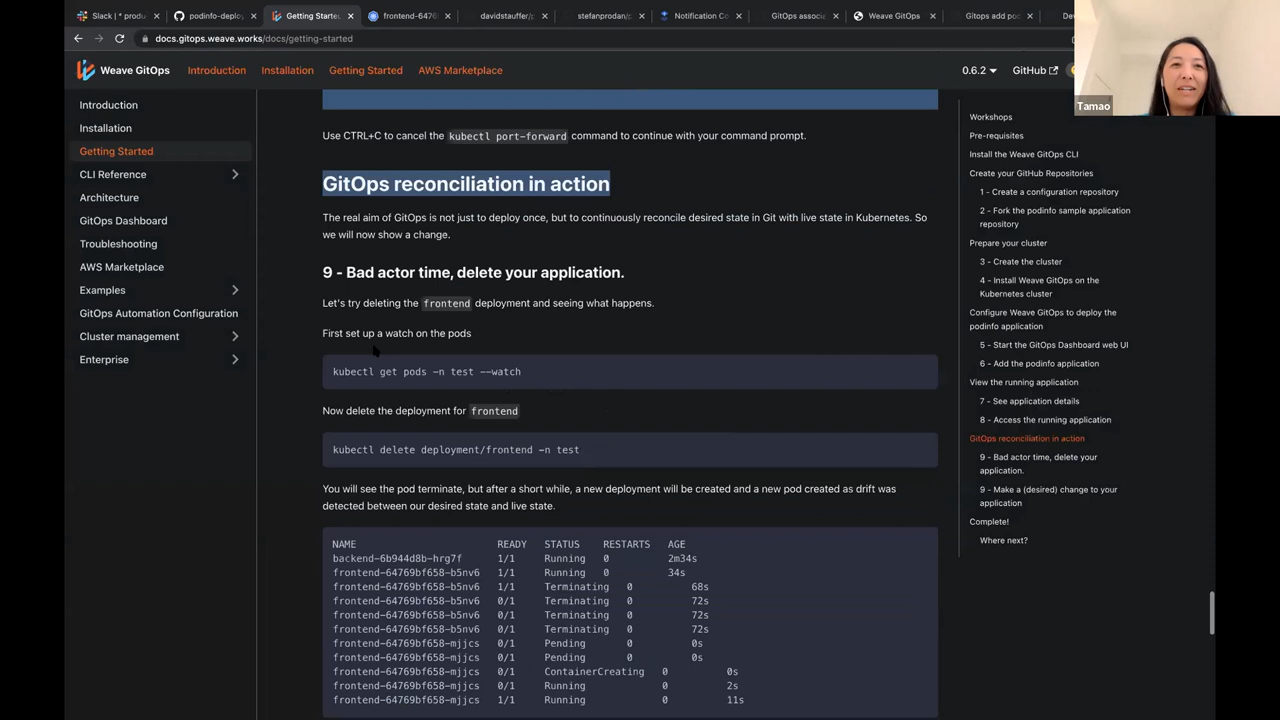 Slack | * produ
podinfo-deploy
Getting Starte
frontend-6476
davidstauffer/p
stefanprodan/p
Notification Co
GitOps associa
Weave GitOps
Gitops add poc
Dev
docs.gitops.weave.works/docs/getting-started
Weave GitOps
Introduction
Installation
Getting Started
AWS Marketplace
0.6.2
GitHub
Tamao
Introduction
Installation
Getting Started
CLI Reference
Architecture
GitOps Dashboard
Troubleshooting
AWS Marketplace
Examples
GitOps Automation Configuration
Cluster management
Enterprise
Use CTRL+C to cancel the kubectl port-forward command to continue with your command prompt.
GitOps reconciliation in action
The real aim of GitOps is not just to deploy once, but to continuously reconcile desired state in Git with live state in Kubernetes. So
we will now show a change.
9 - Bad actor time, delete your application.
Let's try deleting the frontend deployment and seeing what happens.
First set up a watch on the pods
kubectl get pods -n test --watch
Now delete the deployment for frontend
kubectl delete deployment/frontend -n test
You will see the pod terminate, but after a short while, a new deployment will be created and a new pod created as drift was
detected between our desired state and live state.
NAME READY STATUS RESTARTS AGE
backend-6b944d8b-hrg7f 1/1 Running 0 2m34s
frontend-64769bf658-b5nv6 1/1 Running 0 34s
frontend-64769bf658-b5nv6 1/1 Terminating 0 68s
frontend-64769bf658-b5nv6 0/1 Terminating 0 72s
frontend-64769bf658-b5nv6 0/1 Terminating 0 72s
frontend-64769bf658-b5nv6 0/1 Terminating 0 72s
frontend-64769bf658-mjjcs 0/1 Pending 0 0s
frontend-64769bf658-mjjcs 0/1 Pending 0 0s
frontend-64769bf658-mjjcs 0/1 ContainerCreating 0 0s
frontend-64769bf658-mjjcs 0/1 Running 0 2s
frontend-64769bf658-mjjcs 0/1 Running 0 11s
Workshops
Pre-requisites
Install the Weave GitOps CLI
Create your GitHub Repositories
1 - Create a configuration repository
2 - Fork the podinfo sample application
repository
Prepare your cluster
3 - Create the cluster
4 - Install Weave GitOps on the
Kubernetes cluster
Configure Weave GitOps to deploy the
podinfo application
5 - Start the GitOps Dashboard web UI
6 - Add the podinfo application
View the running application
7 - See application details
8 - Access the running application
GitOps reconciliation in action
9 - Bad actor time, delete your
application.
9 - Make a (desired) change to your
application
Complete!
Where next?